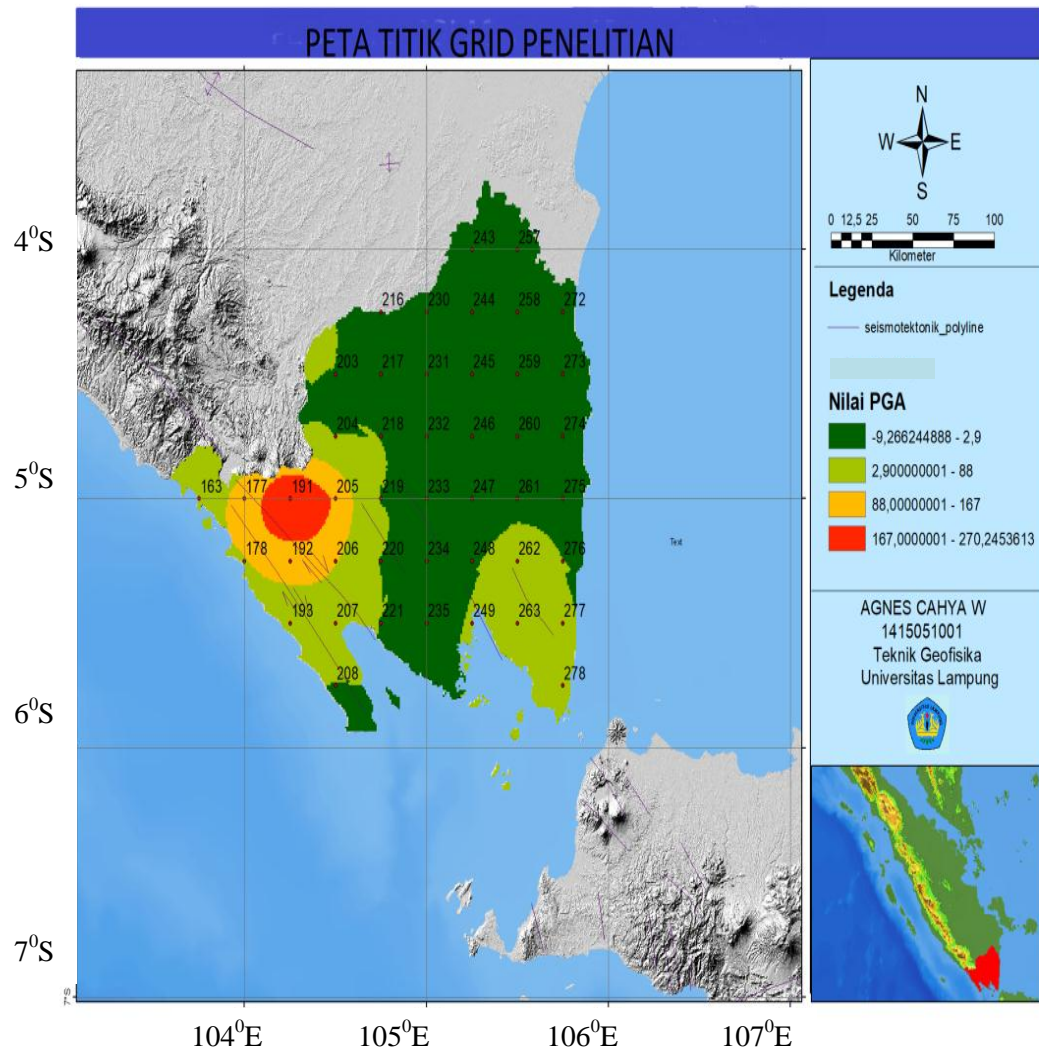 PETA TITIK GRID PENELITIAN
4⁰S
5⁰S
6⁰S
7⁰S
7°S
104⁰E 105⁰E 106⁰E 107⁰E
243 257
216 230 244 258 272
203 217 231 245 259 273
204 218 232 246 260 274
163 177 191 205 219 233 247 261 275
178 192 206 220 234 248 262 276
193 207 221 235 249 263 277
208 278
Text
N
W E
S
0 12,5 25 50 75 100
Kilometer
Legenda
seismotektonik_polyline
Nilai PGA
-9,266244888 - 2,9
2,900000001 - 88
88,00000001 - 167
167,0000001 - 270,2453613
AGNES CAHYA W
1415051001
Teknik Geofisika
Universitas Lampung